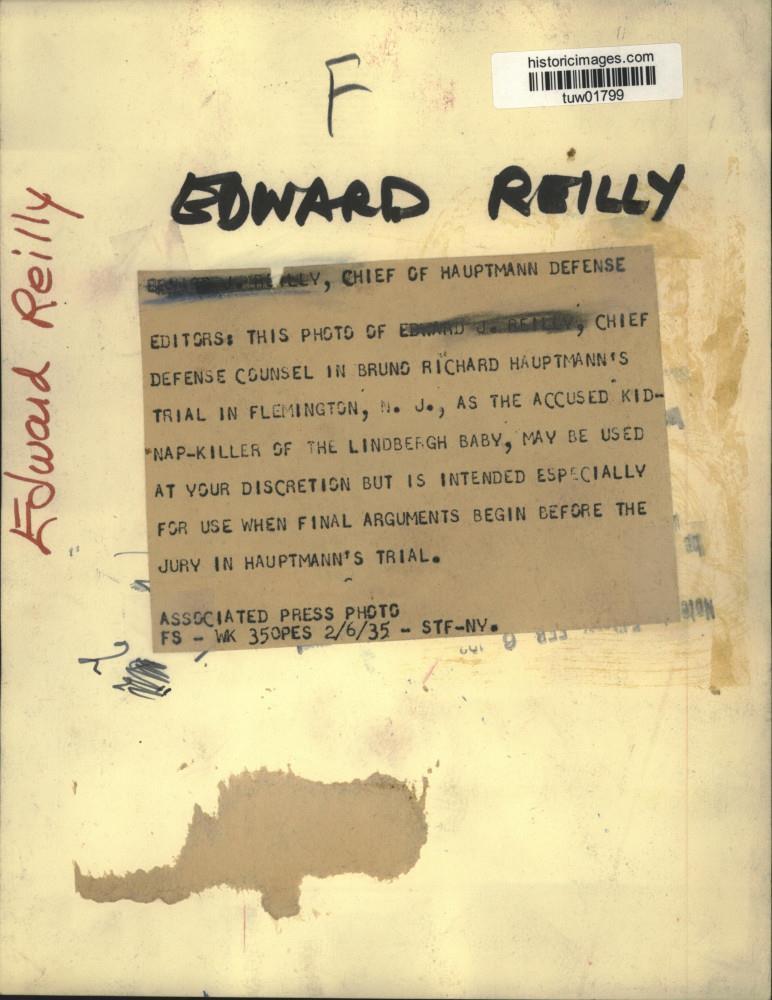 historicimages.com
tuw01799
F
EDWARD REILLY
Edward Reilly
EDWARD J. REILLY, CHIEF OF HAUPTMANN DEFENSE
EDITORS: THIS PHOTO OF EDWARD J. REILLY, CHIEF
DEFENSE COUNSEL IN BRUNO RICHARD HAUPTMANN'S
TRIAL IN FLEMINGTON, N. J., AS THE ACCUSED KID-
NAP-KILLER OF THE LINDBERGH BABY, MAY BE USED
AT YOUR DISCRETION BUT IS INTENDED ESPECIALLY
FOR USE WHEN FINAL ARGUMENTS BEGIN BEFORE THE
JURY IN HAUPTMANN'S TRIAL.
ASSOCIATED PRESS PHOTO
FS - WK 350PES 2/6/35 - STF-NY.